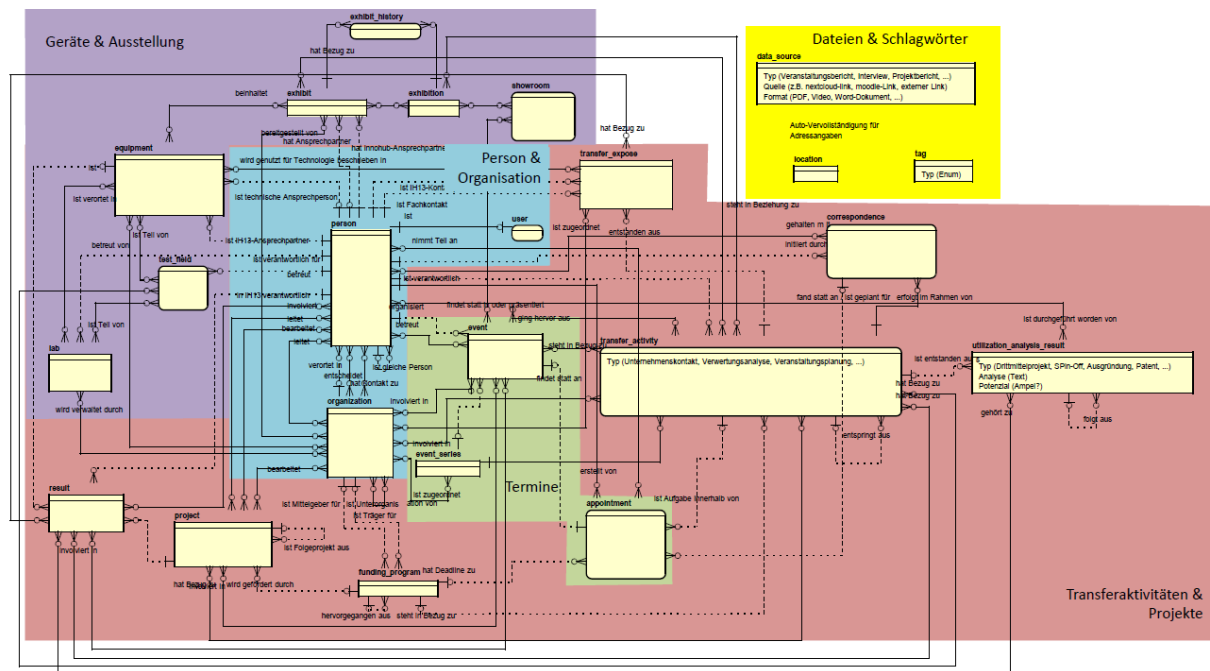 Geräte & Ausstellung
exhibit_history
hat Bezug zu
Dateien & Schlagwörter
data_source
Typ (Veranstaltungsbericht, Interview, Projektbericht, ...)
Quelle (z.B. nextcloud-link, moodle-Link, externer Link)
Format (PDF, Video, Word-Dokument, ...)
Auto-Vervollständigung für
Adressangaben
location
tag
Typ (Enum)
beinhaltet
exhibit
exhibition
showroom
bereitgestellt von
hat Ansprechpartner
hat Innohub-Ansprechpartner
hat Bezug zu
equipment
wird genutzt für Technologie
beschrieben in
Person &
Organisation
transfer_expose
ist
ist verortet in
ist technische Ansprechperson
ist IH13-Kont
ist Fachkontakt
ist
user
person
nimmt Teil an
ist zugeordnet
entstanden aus
steht in Beziehung zu
gehalten m
initiiert durch
correspondence
ist Teil von
betreut von
ist IH13-Ansprechpartner
ist verantwortlich für
test_field
betreut
ist verantwortlich
fand statt an
ist geplant für
erfolgt im Rahmen von
involviert
organisiert
leitet
bearbeitet
betreut
leitet
ging hervor aus
event
steht in Bezug zu
transfer_activity
Typ (Unternehmenskontakt, Verwertungsanalyse, Veranstaltungsplanung, ...)
ist durchgeführt worden von
utilization_analysis_result
Typ (Drittmittelprojekt, SPin-Off, Ausgründung, Patent, ...)
Analyse (Text)
Potenzial (Ampel?)
ist entstanden aus
ist Teil von
lab
verortet in
entscheidet
hat Kontakt zu
ist gleiche Person
findet statt an
hat Bezug zu
hat Bezug zu
wird verwaltet durch
organization
involviert in
gehört zu
folgt aus
involviert in
entspringt aus
event_series
erstellt von
bearbeitet
Termine
ist zugeordnet
ist Aufgabe innerhalb von
appointment
result
ist Mittelgeber für
ist Unterorganisation von
ist Träger für
project
involviert in
ist Folgeprojekt aus
hat Bezug zu
wird gefördert durch
funding_program
hat Deadline zu
hervorgegangen aus
steht in Bezug zu
Transferaktivitäten &
Projekte